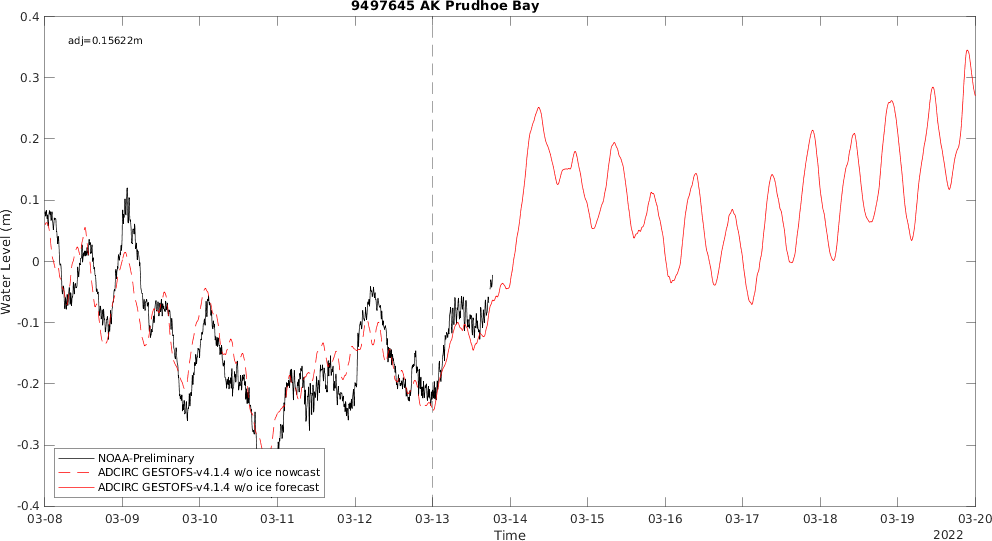 9497645 AK Prudhoe Bay
adj=0.15622m
0.4
0.3
0.2
0.1
0
-0.1
-0.2
-0.3
-0.4
Water Level (m)
NOAA-Preliminary
ADCIRC GESTOFS-v4.1.4 w/o ice nowcast
ADCIRC GESTOFS-v4.1.4 w/o ice forecast
03-08 03-09 03-10 03-11 03-12 03-13 03-14 03-15 03-16 03-17 03-18 03-19 03-20
Time
2022